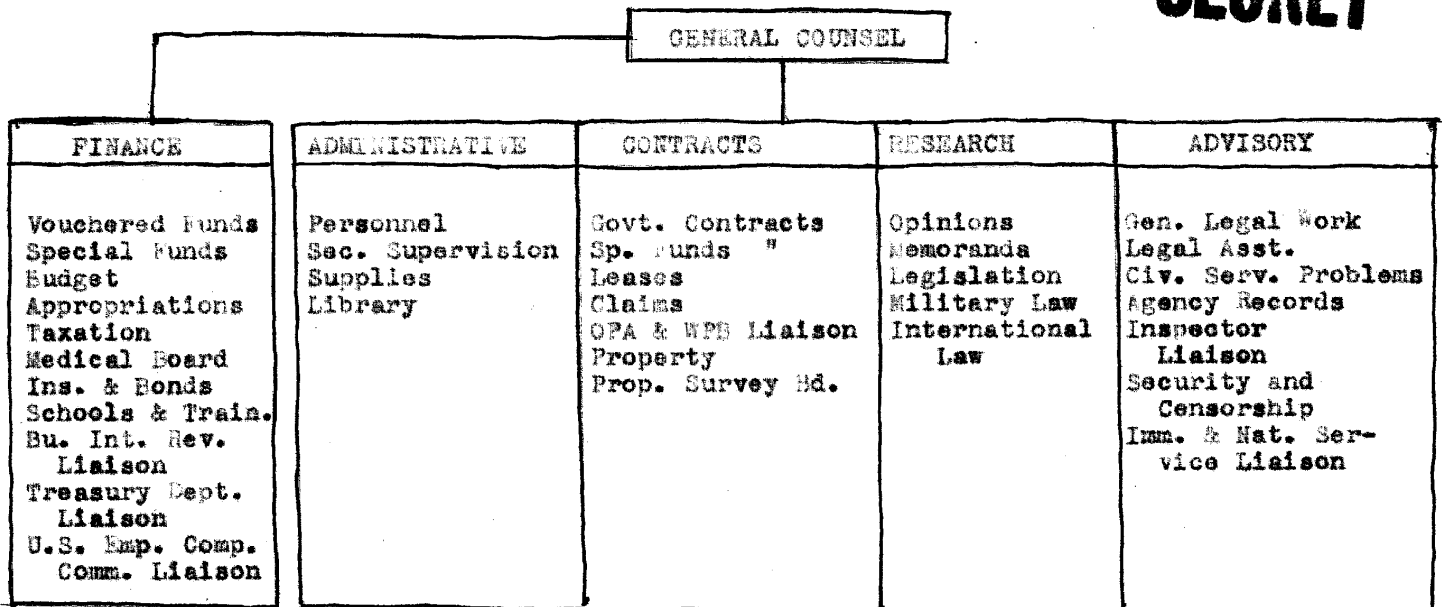 SECRET
GENERAL COUNSEL
FINANCE
Vouchered Funds
Special Funds
Budget
Appropriations
Taxation
Medical Board
Ins. & Bonds
Schools & Train.
Bu. Int. Rev.
Liaison
Treasury Dept.
Liaison
U.S. Emp. Comp.
Comm. Liaison
ADMINISTRATIVE
Personnel
Sec. Supervision
Supplies
Library
CONTRACTS
Govt. Contracts
Sp. Funds "
Leases
Claims
OPA & WPB Liaison
Property
Prop. Survey Bd.
RESEARCH
Opinions
Memoranda
Legislation
Military Law
International
Law
ADVISORY
Gen. Legal Work
Legal Asst.
Civ. Serv. Problems
Agency Records
Inspector
Liaison
Security and
Censorship
Imm. & Nat. Ser-
vice Liaison